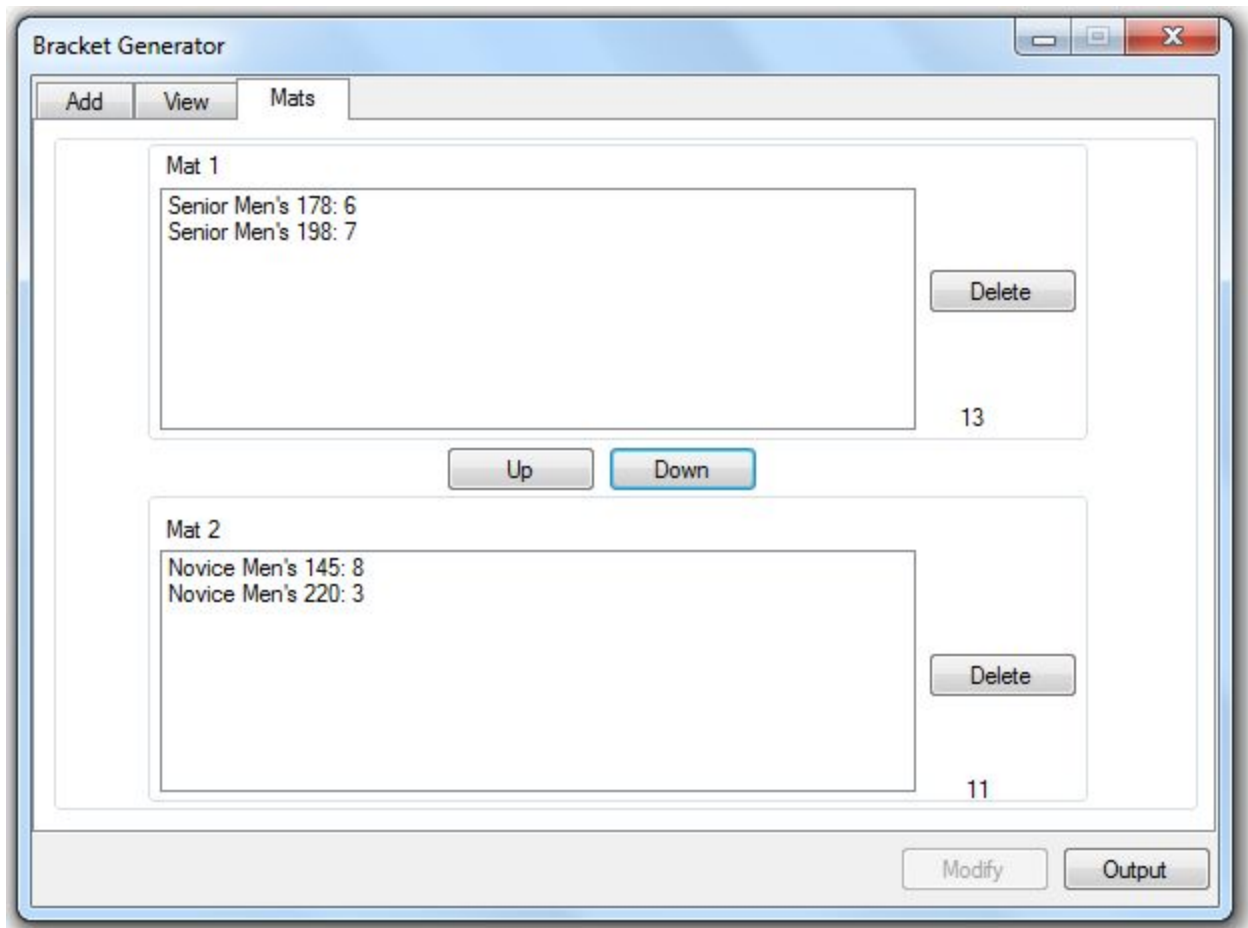 Bracket Generator
Add View Mats
Mat 1
Senior Men's 178: 6
Senior Men's 198: 7
Delete
13
Up Down
Mat 2
Novice Men's 145: 8
Novice Men's 220: 3
Delete
11
Modify Output